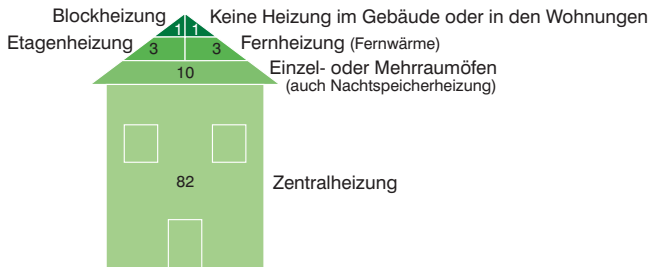 Blockheizung 1 1 Keine Heizung im Gebäude oder in den Wohnungen
Etagenheizung 3 3 Fernheizung (Fernwärme)
10 Einzel- oder Mehrraumöfen
(auch Nachtspeicherheizung)
82 Zentralheizung